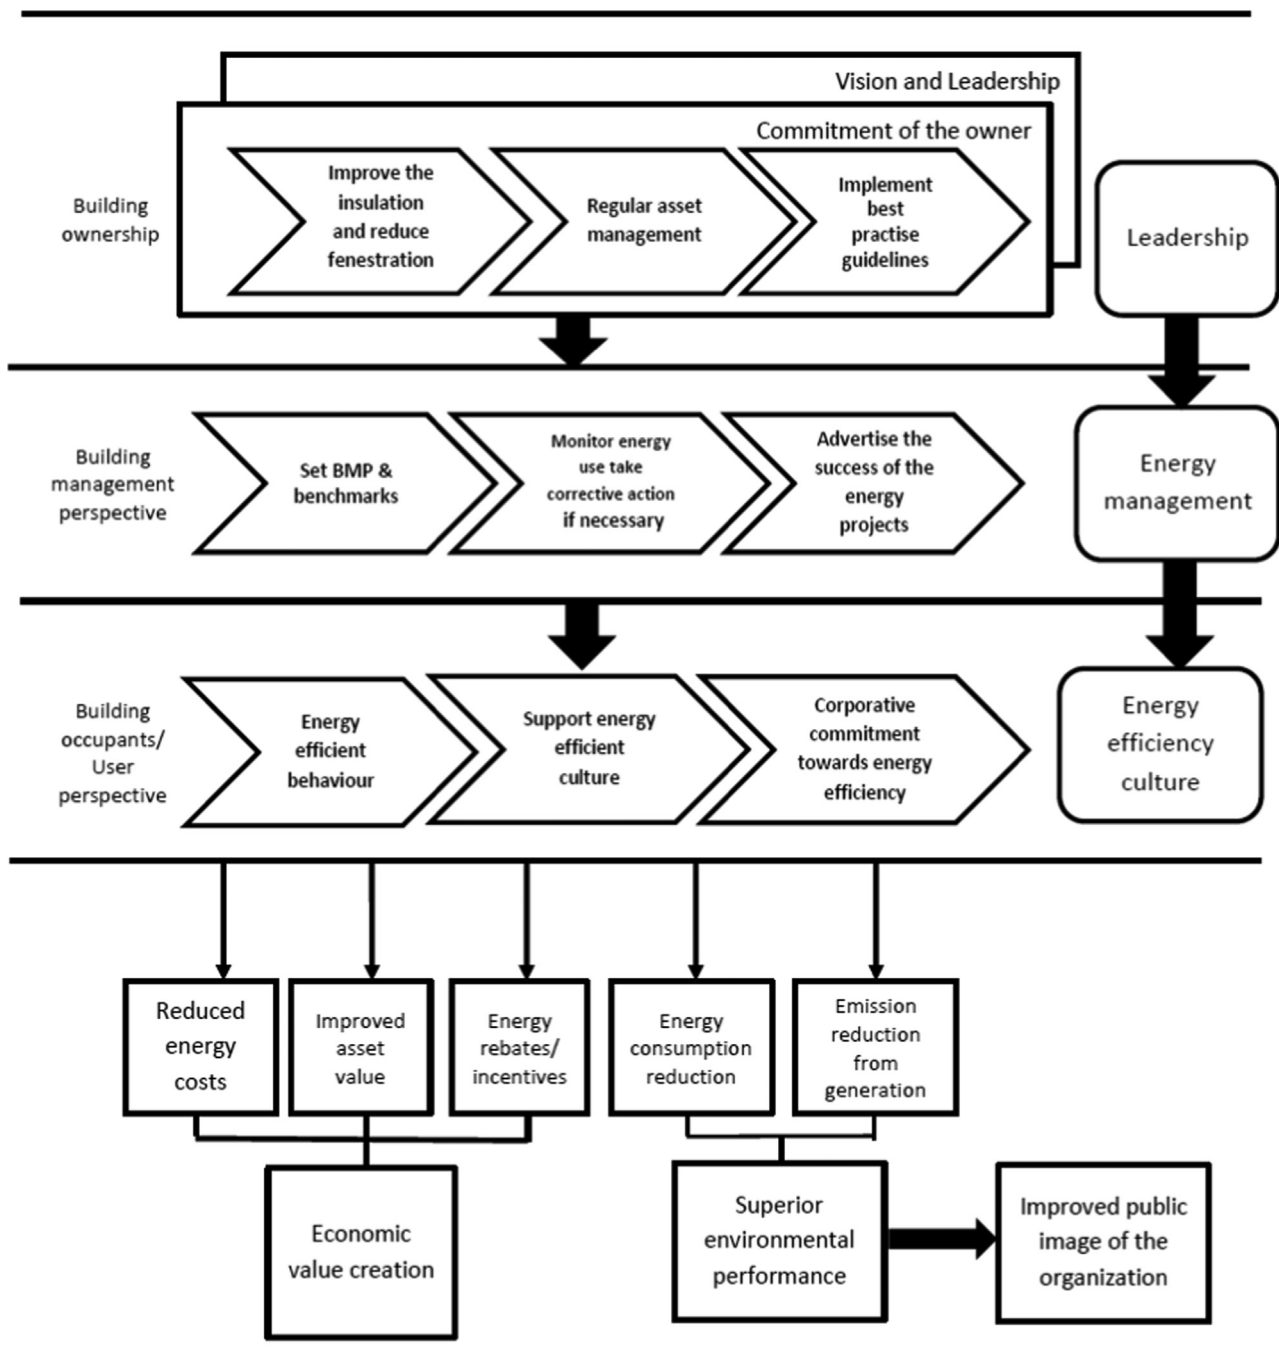 Vision and Leadership
Commitment of the owner
Building
ownership
Improve the
insulation
and reduce
fenestration
Regular asset
management
Implement
best
practise
guidelines
Leadership
Building
management
perspective
Set BMP &
benchmarks
Monitor energy
use take
corrective action
if necessary
Advertise the
success of the
energy
projects
Energy
management
Building
occupants/
User
perspective
Energy
efficient
behaviour
Support energy
efficient
culture
Corporative
commitment
towards energy
efficiency
Energy
efficiency
culture
Reduced
energy
costs
Improved
asset
value
Energy
rebates/
incentives
Energy
consumption
reduction
Emission
reduction
from
generation
Economic
value creation
Superior
environmental
performance
Improved public
image of the
organization